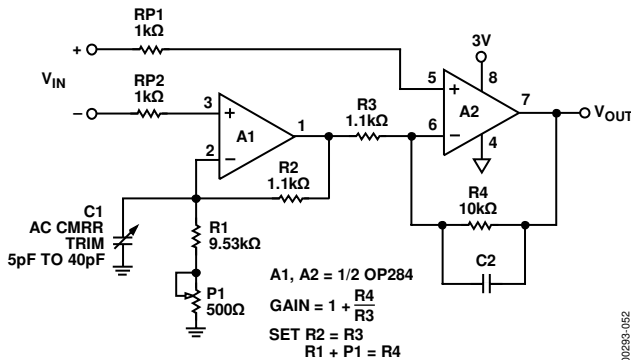 RP1
1kΩ
+
VIN
RP2
1kΩ
–
3
+
A1
1
2
–
R2
1.1kΩ
R3
1.1kΩ
5
+
6
–
A2
3V
8
7
4
VOUT
R4
10kΩ
C2
C1
AC CMRR
TRIM
5pF TO 40pF
R1
9.53kΩ
P1
500Ω
A1, A2 = 1/2 OP284
GAIN = 1 + R4/R3
SET R2 = R3
R1 + P1 = R4
00293-052